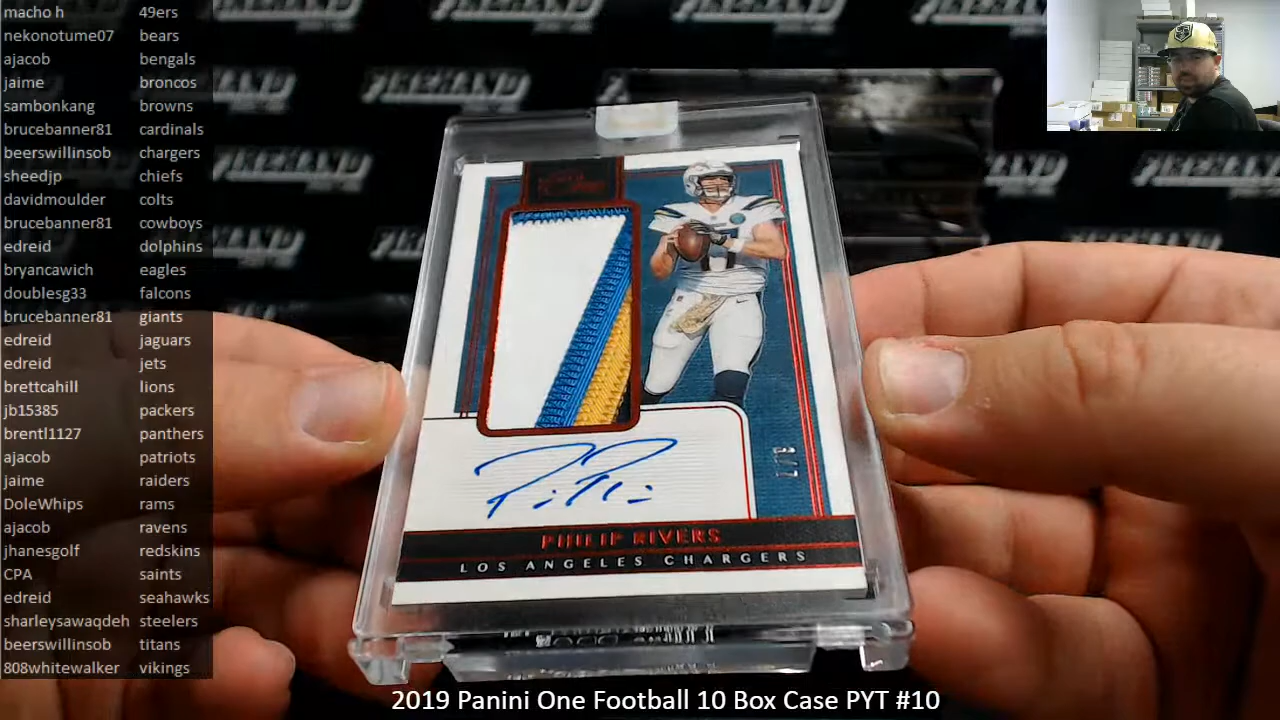 macho h 49ers
nekonotume07 bears
ajacob bengals
jaime broncos
sambonkang browns
brucebanner81 cardinals
beerswillinsob chargers
sheedjp chiefs
davidmoulder colts
brucebanner81 cowboys
edreid dolphins
bryancawich eagles
doublesg33 falcons
brucebanner81 giants
edreid jaguars
edreid jets
brettcahill lions
jb15385 packers
brentl1127 panthers
ajacob patriots
jaime raiders
DoleWhips rams
ajacob ravens
jhanesgolf redskins
CPA saints
edreid seahawks
sharleysawaqdeh steelers
beerswillinsob titans
808whitewalker vikings
FIREHAND
17
PHILIP RIVERS
LOS ANGELES CHARGERS
2019 Panini One Football 10 Box Case PYT #10